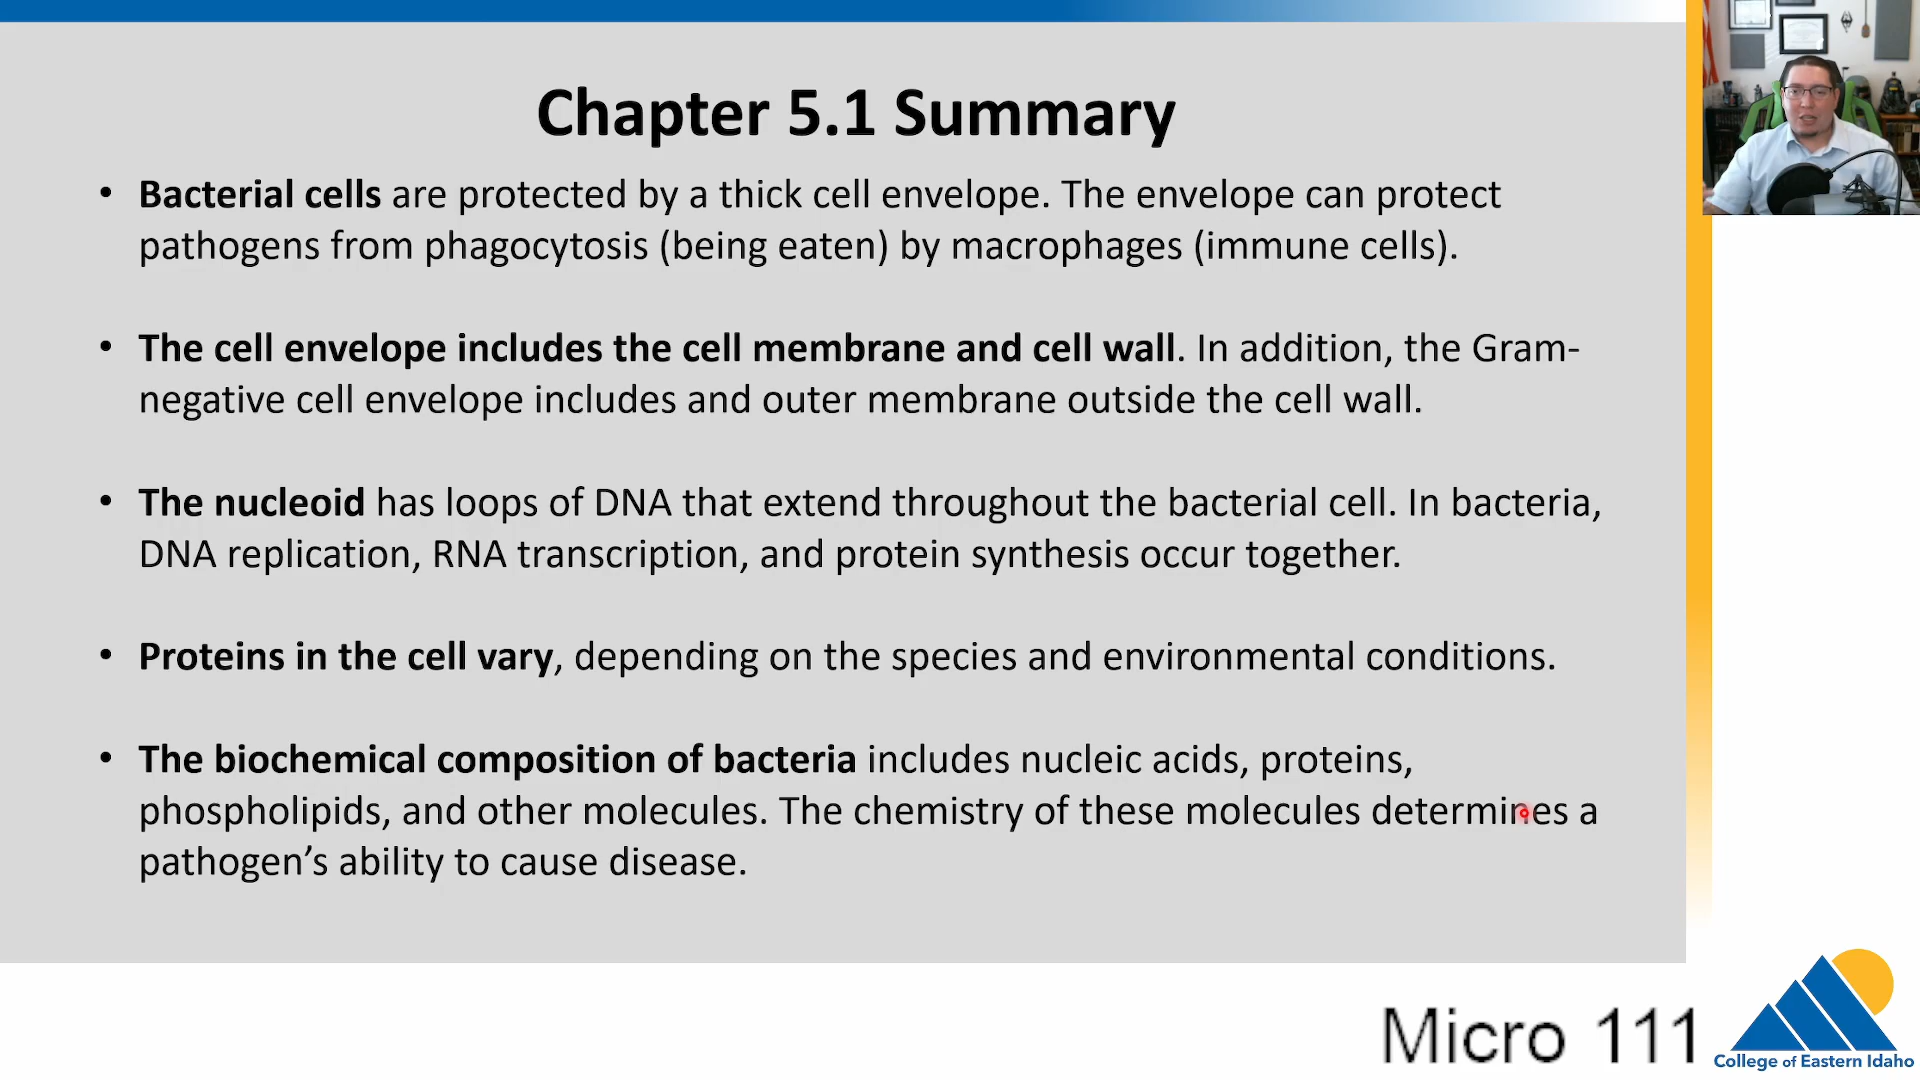 Chapter 5.1 Summary
• Bacterial cells are protected by a thick cell envelope. The envelope can protect
pathogens from phagocytosis (being eaten) by macrophages (immune cells).
• The cell envelope includes the cell membrane and cell wall. In addition, the Gram-
negative cell envelope includes and outer membrane outside the cell wall.
• The nucleoid has loops of DNA that extend throughout the bacterial cell. In bacteria,
DNA replication, RNA transcription, and protein synthesis occur together.
• Proteins in the cell vary, depending on the species and environmental conditions.
• The biochemical composition of bacteria includes nucleic acids, proteins,
phospholipids, and other molecules. The chemistry of these molecules determines a
pathogen’s ability to cause disease.
Micro 111
College of Eastern Idaho